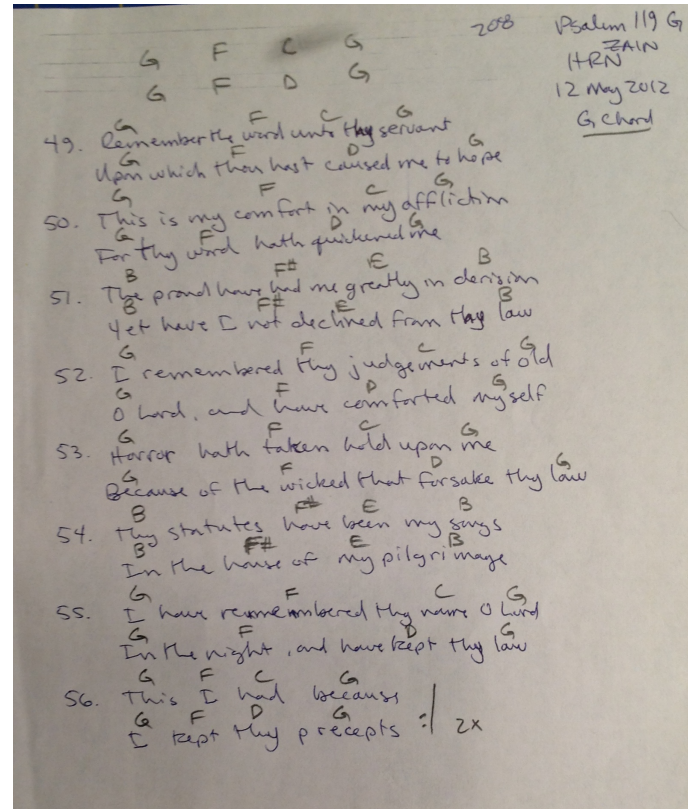 208 Psalm 119 G
ZAIN
HRN
12 May 2012
G Chord
G F C G
G F D G
G F C G
49. Remember the word unto thy servant
G F D G
Upon which thou hast caused me to hope
G F C G
50. This is my comfort in my affliction
G F D G
For thy word hath quickened me
B F# E B
51. The proud have had me greatly in derision
B F# E B
Yet have I not declined from thy law
G F C G
52. I remembered thy judgements of old
G F D G
O Lord, and have comforted myself
G F C G
53. Horror hath taken hold upon me
G F D G
Because of the wicked that forsake thy law
B F# E B
54. Thy statutes have been my songs
B F# E B
In the house of my pilgrimage
G F C G
55. I have remembered thy name O Lord
G F D G
In the night, and have kept thy law
G F C G
56. This I had because
G F D G
I kept thy precepts :| 2x